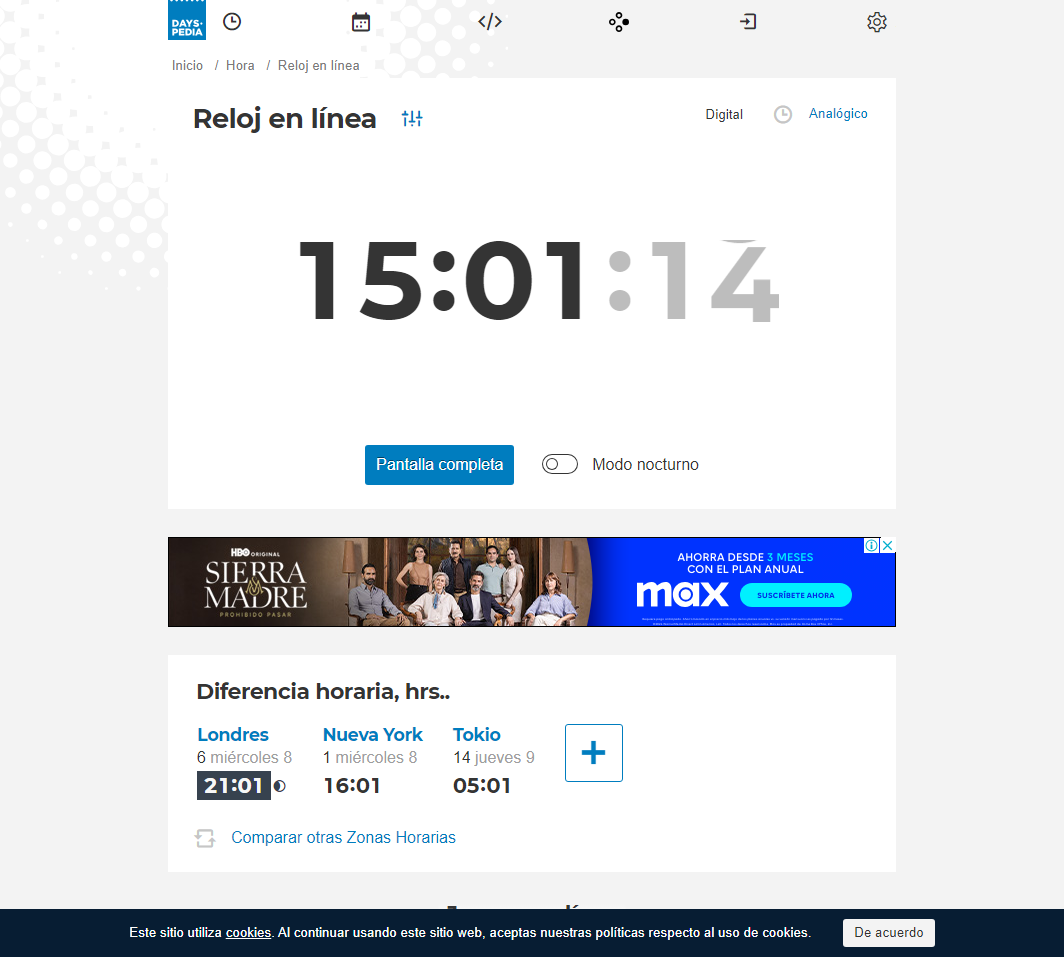 DAYS•
PEDIA
Inicio / Hora / Reloj en línea
Reloj en línea
Digital
Analógico
15:01:14
Pantalla completa
Modo nocturno
HBO ORIGINAL
SIERRA
MADRE
PROHIBIDO PASAR
AHORRA DESDE 3 MESES
CON EL PLAN ANUAL
max
SUSCRÍBETE AHORA
Diferencia horaria, hrs..
Londres Nueva York Tokio
6 miércoles 8 1 miércoles 8 14 jueves 9
21:01 16:01 05:01
Comparar otras Zonas Horarias
Este sitio utiliza cookies. Al continuar usando este sitio web, aceptas nuestras políticas respecto al uso de cookies.
De acuerdo